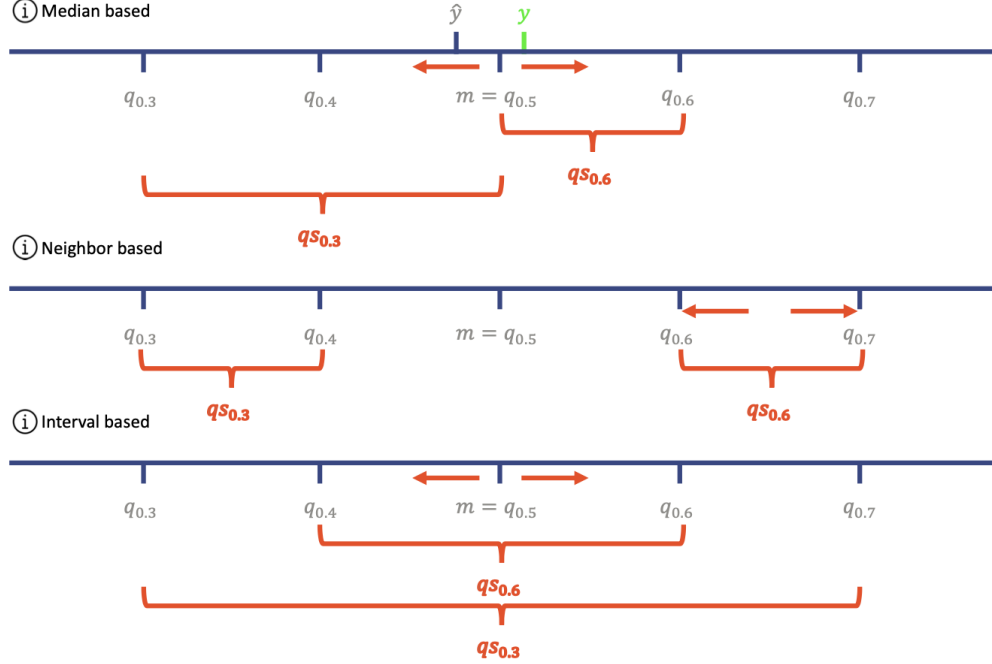 ⓘ Median based
ŷ y
q₀.₃ q₀.₄ m = q₀.₅ q₀.₆ q₀.₇
qs₀.₆
qs₀.₃
ⓘ Neighbor based
q₀.₃ q₀.₄ m = q₀.₅ q₀.₆ q₀.₇
qs₀.₃ qs₀.₆
ⓘ Interval based
q₀.₃ q₀.₄ m = q₀.₅ q₀.₆ q₀.₇
qs₀.₆
qs₀.₃